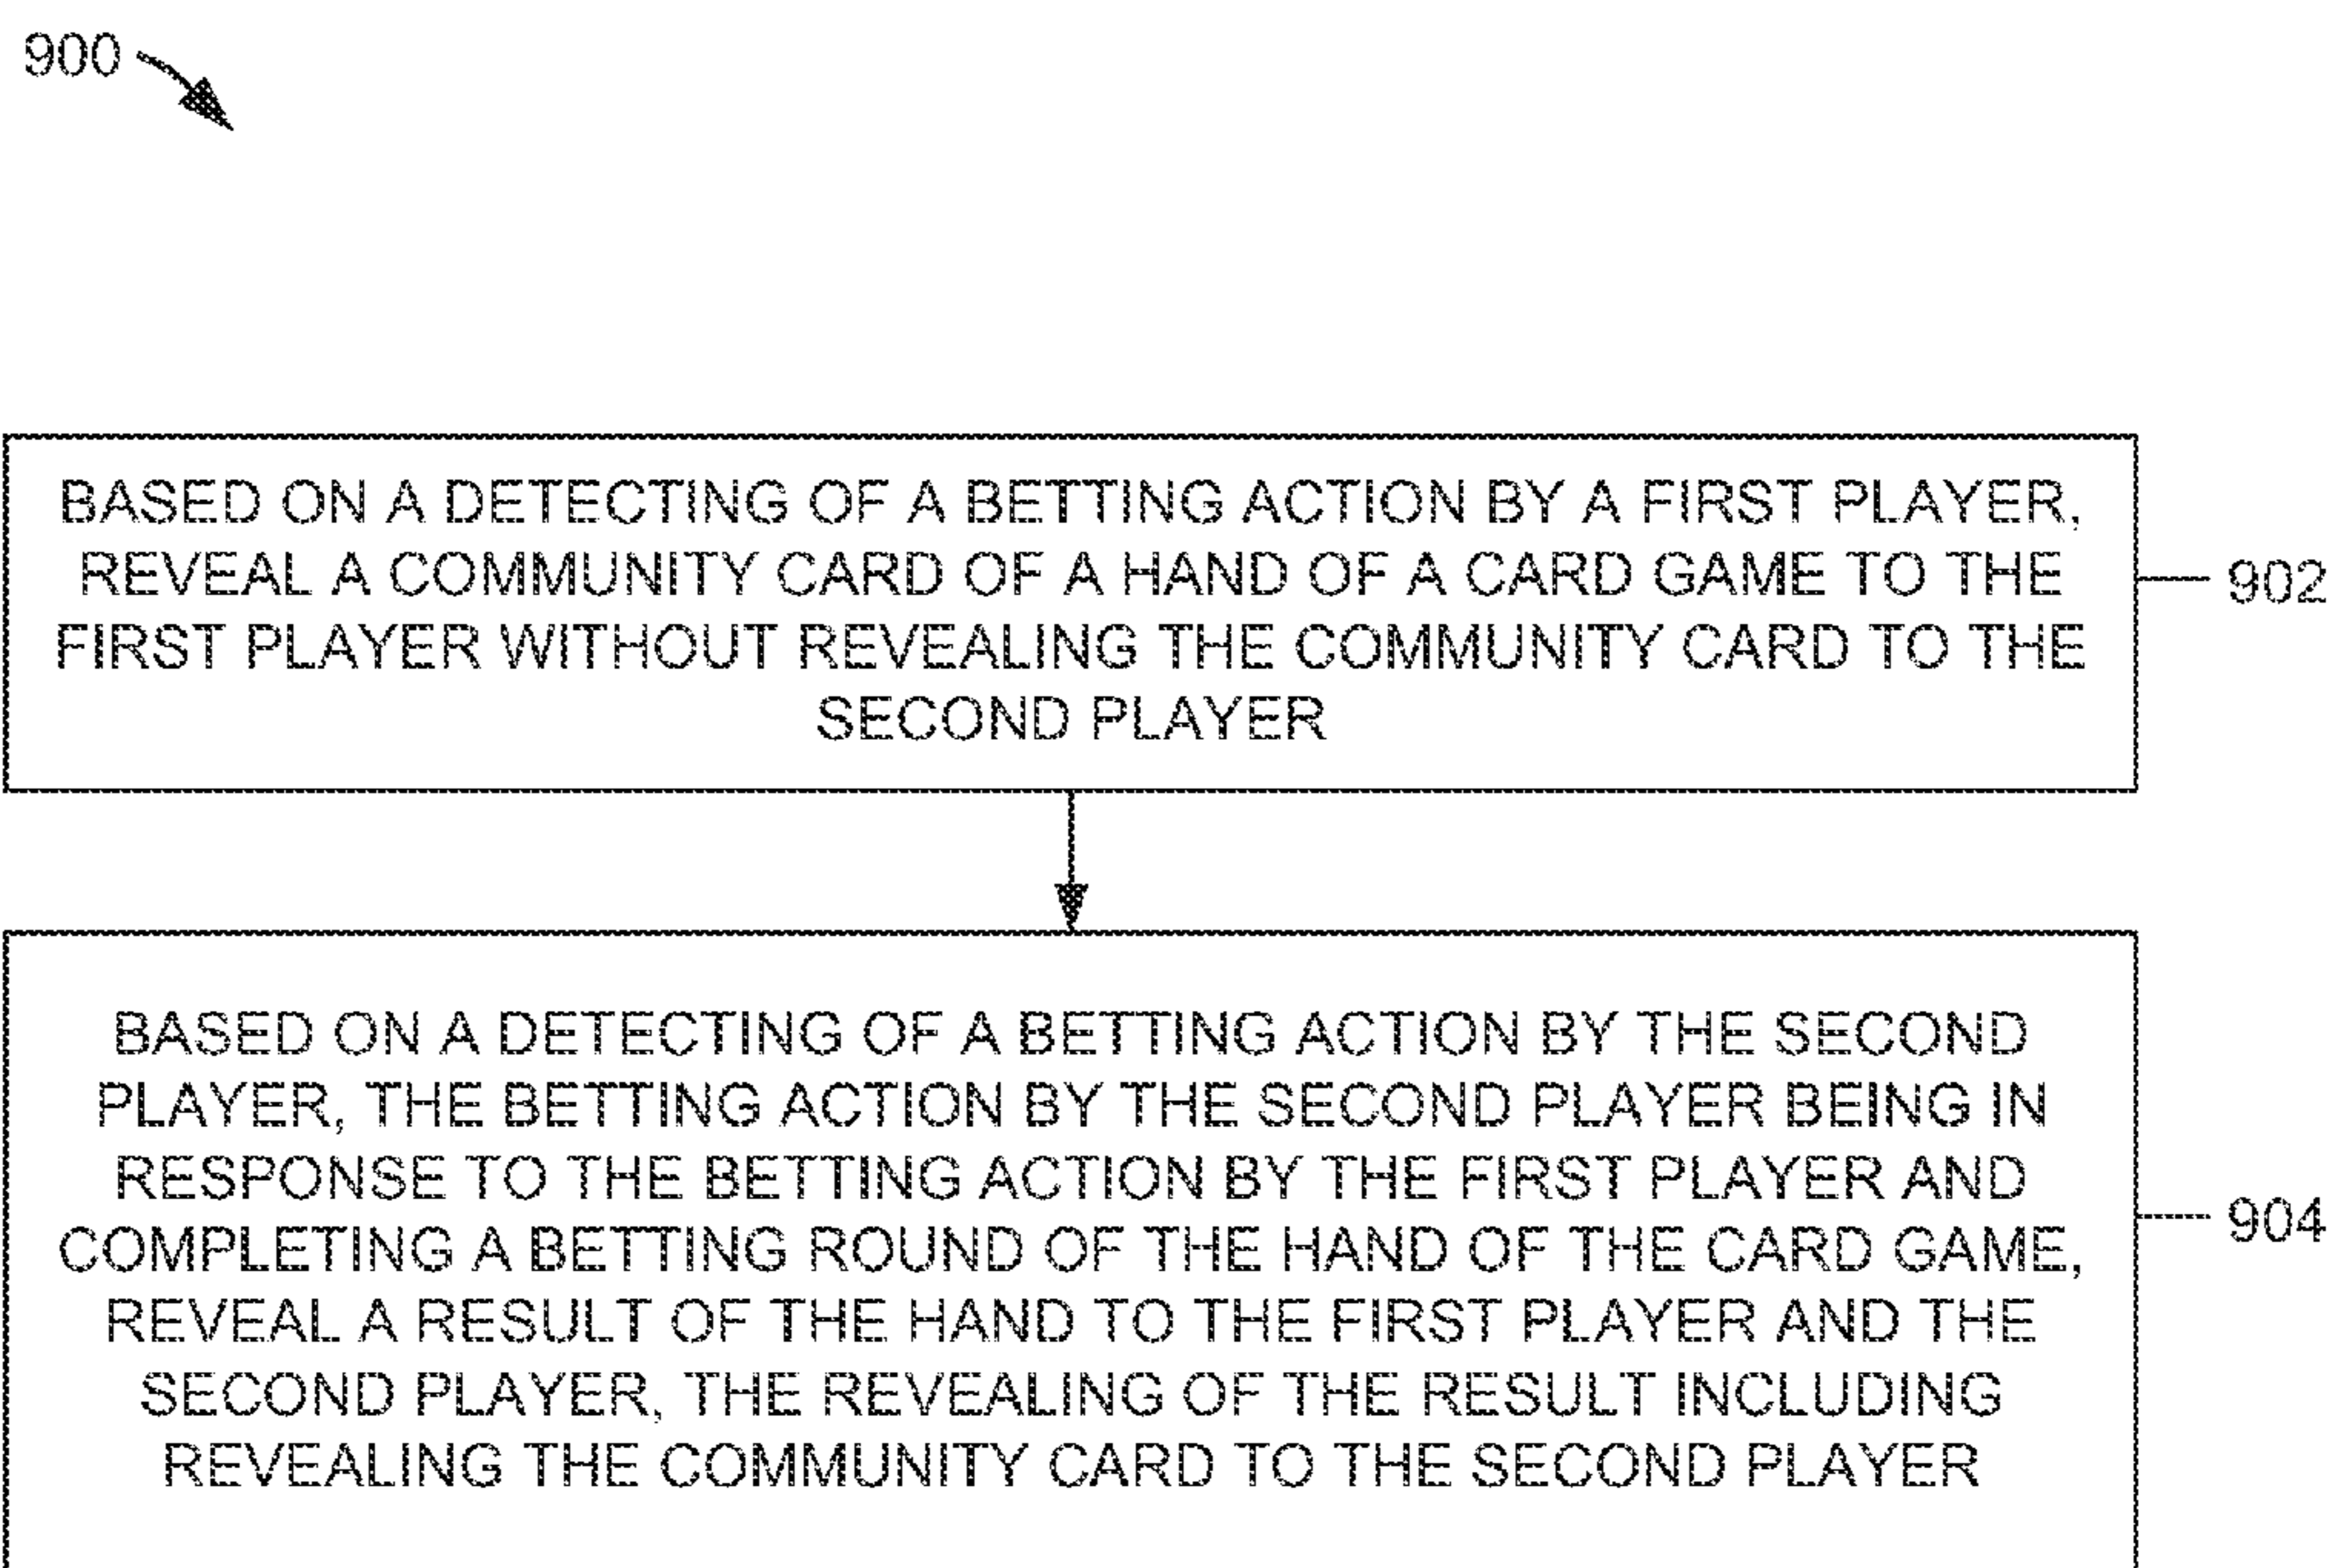 900
BASED ON A DETECTING OF A BETTING ACTION BY A FIRST PLAYER,
REVEAL A COMMUNITY CARD OF A HAND OF A CARD GAME TO THE
FIRST PLAYER WITHOUT REVEALING THE COMMUNITY CARD TO THE
SECOND PLAYER
902
BASED ON A DETECTING OF A BETTING ACTION BY THE SECOND
PLAYER, THE BETTING ACTION BY THE SECOND PLAYER BEING IN
RESPONSE TO THE BETTING ACTION BY THE FIRST PLAYER AND
COMPLETING A BETTING ROUND OF THE HAND OF THE CARD GAME,
REVEAL A RESULT OF THE HAND TO THE FIRST PLAYER AND THE
SECOND PLAYER, THE REVEALING OF THE RESULT INCLUDING
REVEALING THE COMMUNITY CARD TO THE SECOND PLAYER
904